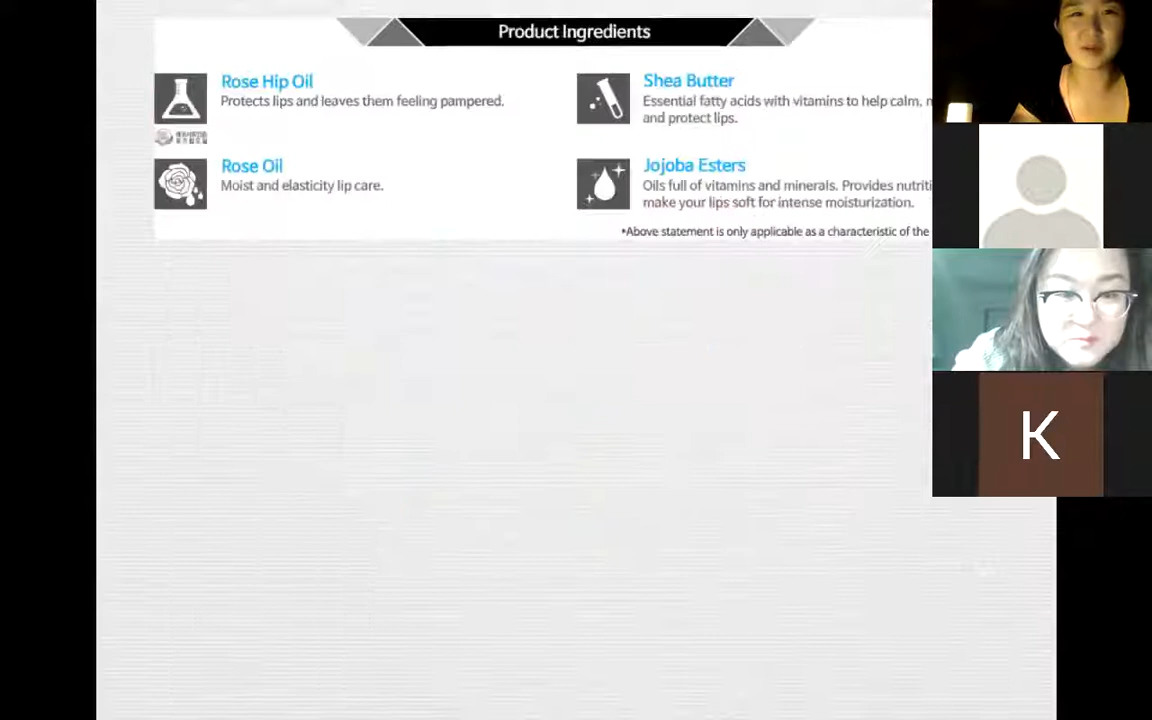 Product Ingredients
Rose Hip Oil
Protects lips and leaves them feeling pampered.
Shea Butter
Essential fatty acids with vitamins to help calm,
and protect lips.
Rose Oil
Moist and elasticity lip care.
Jojoba Esters
Oils full of vitamins and minerals. Provides
make your lips soft for intense moisturization.
*Above statement is only applicable as a characteristic of the
K